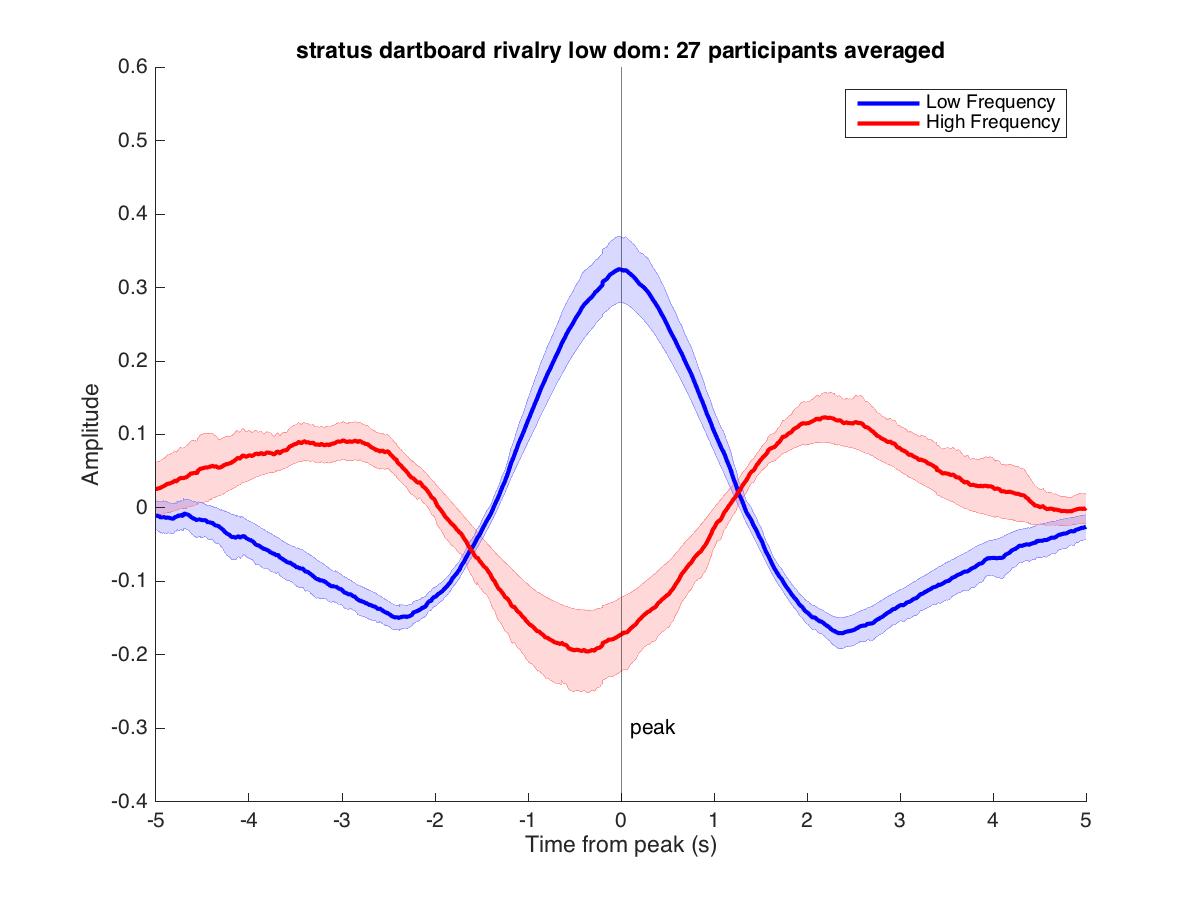 stratus dartboard rivalry low dom: 27 participants averaged
Low Frequency
High Frequency
0.6
0.5
0.4
0.3
0.2
0.1
0
-0.1
-0.2
-0.3
-0.4
Amplitude
peak
-5 -4 -3 -2 -1 0 1 2 3 4 5
Time from peak (s)